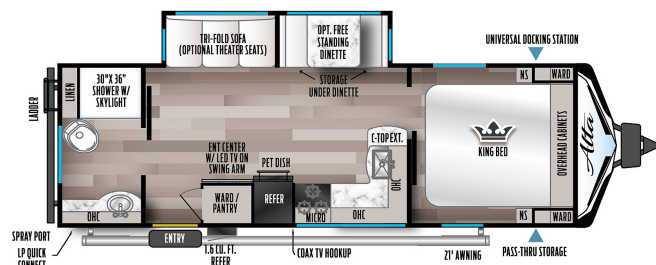 TRI-FOLD SOFA
(OPTIONAL THEATER SEATS)
OPT. FREE
STANDING
DINETTE
UNIVERSAL DOCKING STATION
LADDER
LINEN
30"X 36"
SHOWER W/
SKYLIGHT
STORAGE
UNDER DINETTE
NS
WARD
C-TOP EXT.
ENT CENTER
W/ LED TV ON
SWING ARM
PET DISH
KING BED
OVERHEAD CABINETS
Alta
WARD /
PANTRY
REFER
OHC
MICRO
OHC
OHC
NS
WARD
SPRAY PORT
ENTRY
LP QUICK
CONNECT
1.6 CU. FT.
REFER
COAX TV HOOKUP
21' AWNING
PASS-THRU STORAGE